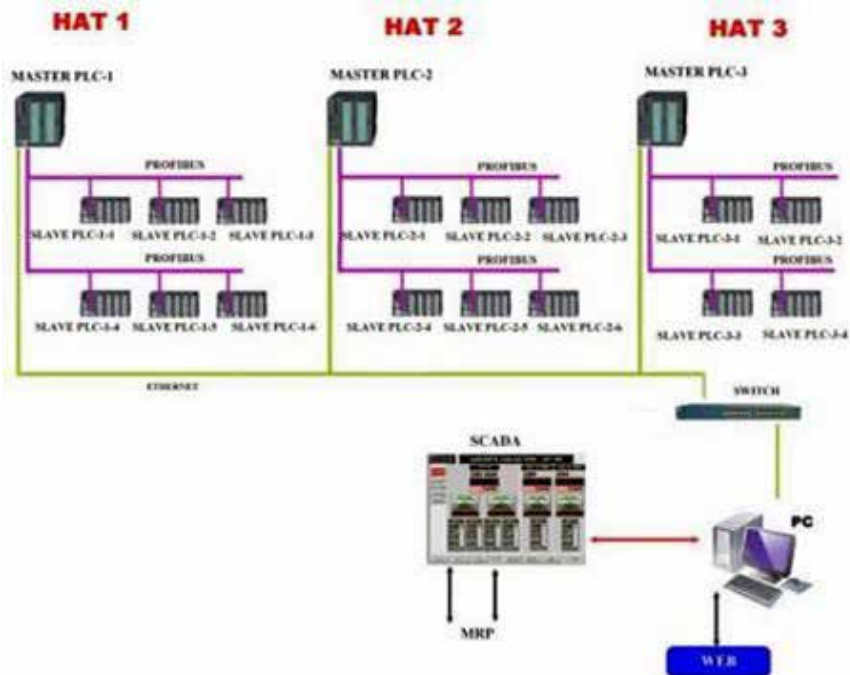 HAT 1
HAT 2
HAT 3
MASTER PLC-1
MASTER PLC-2
MASTER PLC-3
PROFIBUS
PROFIBUS
PROFIBUS
SLAVE PLC-1-1
SLAVE PLC-1-2
SLAVE PLC-1-3
SLAVE PLC-2-1
SLAVE PLC-2-2
SLAVE PLC-2-3
SLAVE PLC-3-1
SLAVE PLC-3-2
PROFIBUS
PROFIBUS
PROFIBUS
SLAVE PLC-1-4
SLAVE PLC-1-5
SLAVE PLC-1-6
SLAVE PLC-2-4
SLAVE PLC-2-5
SLAVE PLC-2-6
SLAVE PLC-3-3
SLAVE PLC-3-4
ETHERNET
SWITCH
SCADA
PC
MRP
WEB